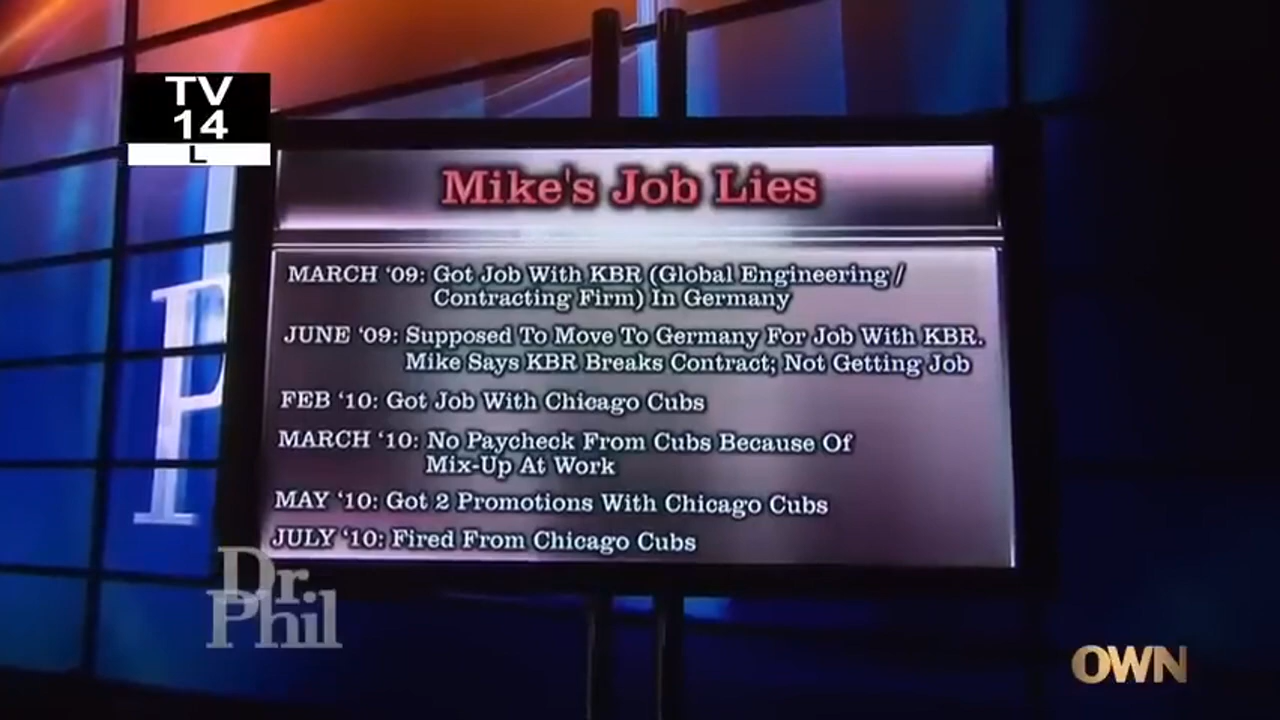 TV
14
L
Mike's Job Lies
MARCH '09: Got Job With KBR (Global Engineering /
Contracting Firm) In Germany
JUNE '09: Supposed To Move To Germany For Job With KBR.
Mike Says KBR Breaks Contract; Not Getting Job
FEB '10: Got Job With Chicago Cubs
MARCH '10: No Paycheck From Cubs Because Of
Mix-Up At Work
MAY '10: Got 2 Promotions With Chicago Cubs
JULY '10: Fired From Chicago Cubs
P
Dr.
Phil
OWN